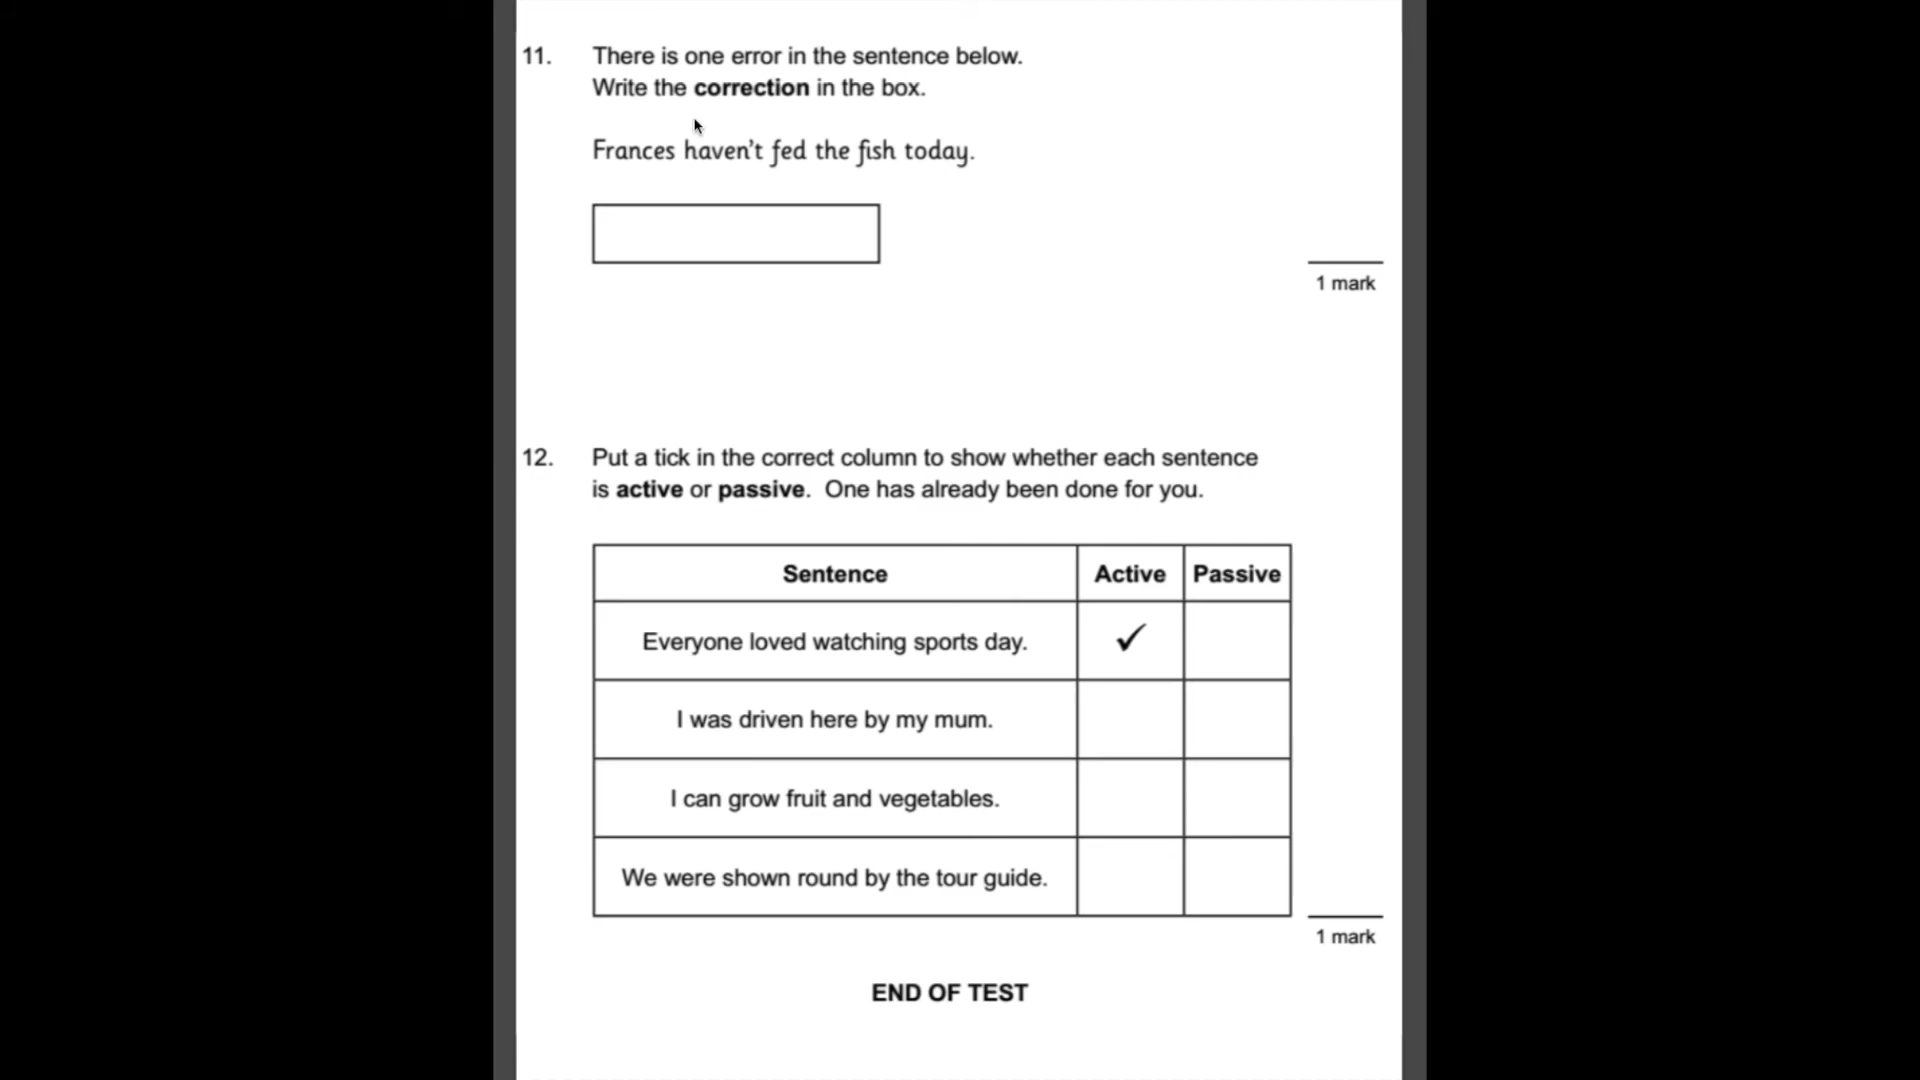 11. There is one error in the sentence below.
Write the correction in the box.
Frances haven't fed the fish today.
1 mark
12. Put a tick in the correct column to show whether each sentence
is active or passive. One has already been done for you.
Sentence Active Passive
Everyone loved watching sports day. ✓
I was driven here by my mum.
I can grow fruit and vegetables.
We were shown round by the tour guide.
1 mark
END OF TEST